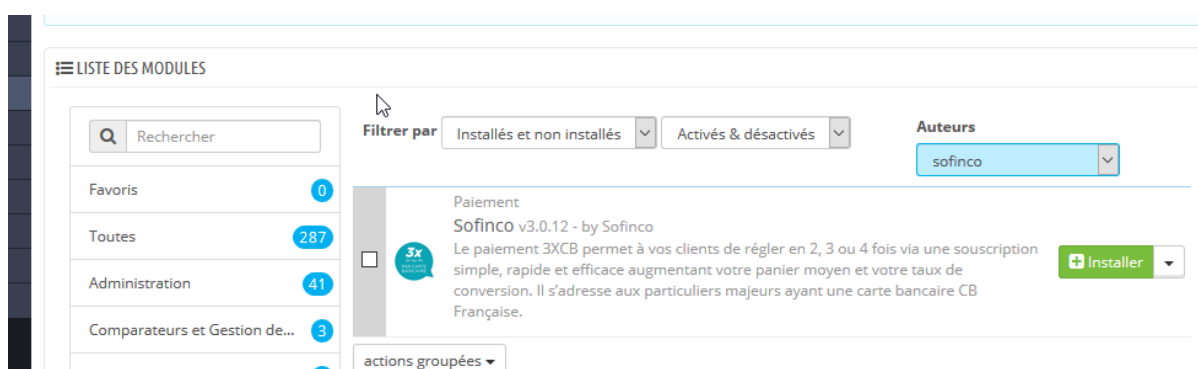 LISTE DES MODULES
Rechercher
Favoris 0
Toutes 287
Administration 41
Comparateurs et Gestion de... 3
Filtrer par Installés et non installés Activés & désactivés
Auteurs
sofinco
Paiement
Sofinco v3.0.12 - by Sofinco
Le paiement 3XCB permet à vos clients de régler en 2, 3 ou 4 fois via une souscription
simple, rapide et efficace augmentant votre panier moyen et votre taux de
conversion. Il s’adresse aux particuliers majeurs ayant une carte bancaire CB
Française.
3X
Installer
actions groupées